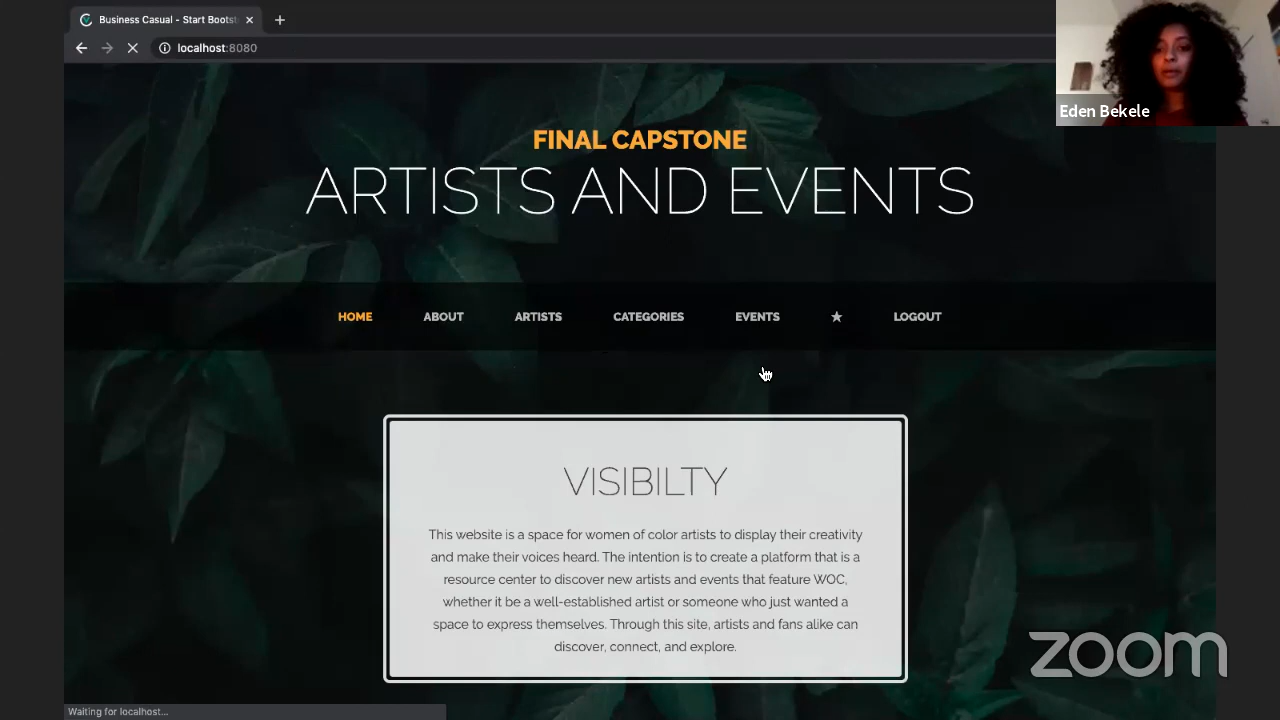 Business Casual - Start Bootst
localhost:8080
Eden Bekele
FINAL CAPSTONE
ARTISTS AND EVENTS
HOME ABOUT ARTISTS CATEGORIES EVENTS ★ LOGOUT
VISIBILTY
This website is a space for women of color artists to display their creativity
and make their voices heard. The intention is to create a platform that is a
resource center to discover new artists and events that feature WOC,
whether it be a well-established artist or someone who just wanted a
space to express themselves. Through this site, artists and fans alike can
discover, connect, and explore.
zoom
Waiting for localhost...